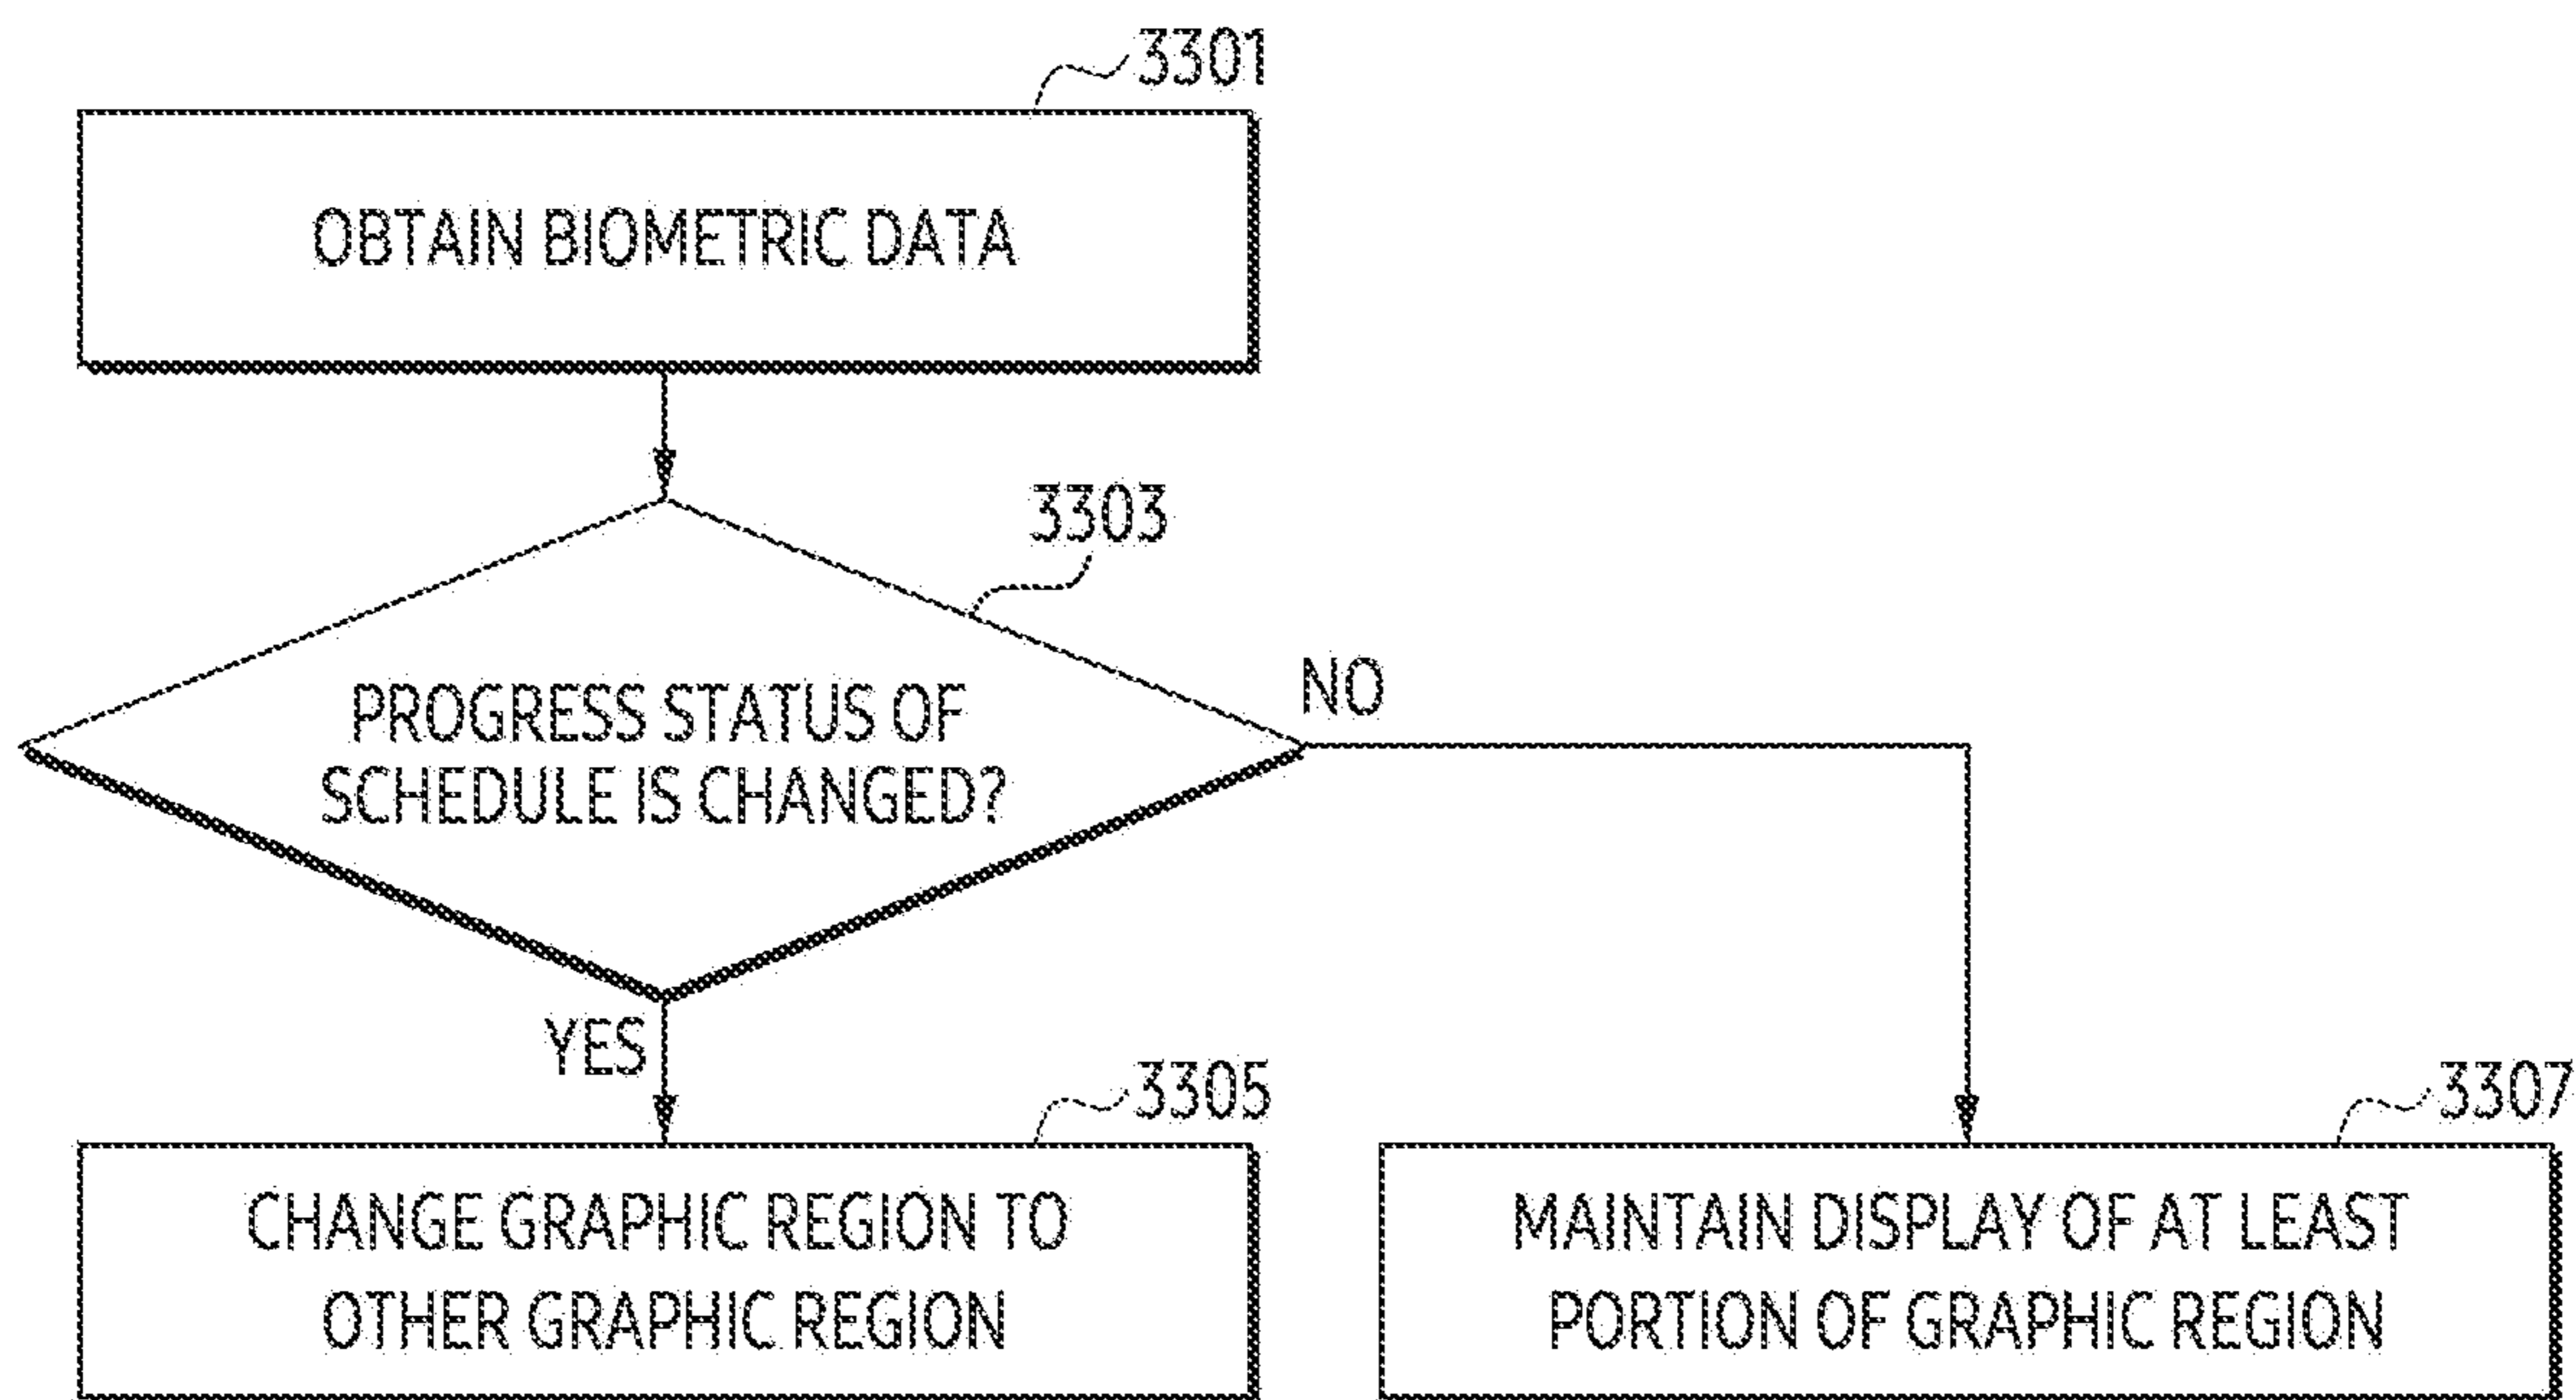 3301
OBTAIN BIOMETRIC DATA
3303
PROGRESS STATUS OF
SCHEDULE IS CHANGED?
NO
YES
3305
CHANGE GRAPHIC REGION TO
OTHER GRAPHIC REGION
3307
MAINTAIN DISPLAY OF AT LEAST
PORTION OF GRAPHIC REGION